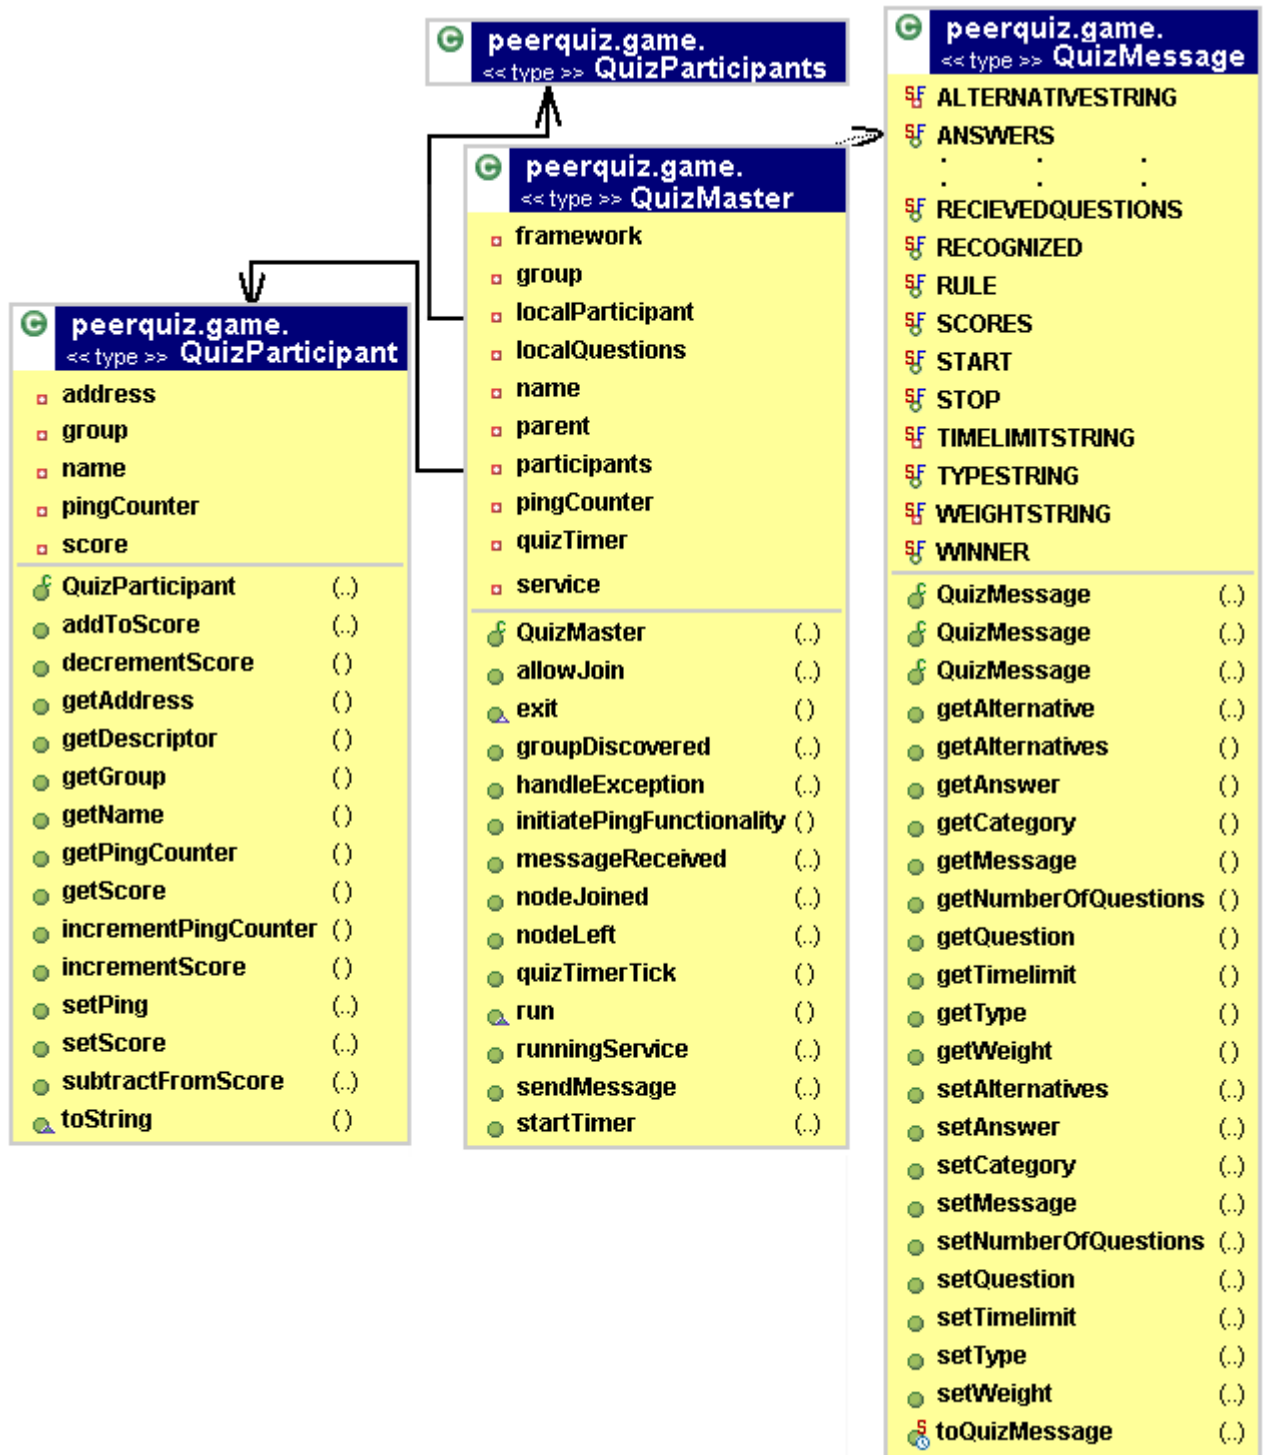 peerquiz.game.
<< type >> QuizParticipants
peerquiz.game.
<< type >> QuizParticipant
address
group
name
pingCounter
score
QuizParticipant (..)
addToScore (..)
decrementScore ()
getAddress ()
getDescriptor ()
getGroup ()
getName ()
getPingCounter ()
getScore ()
incrementPingCounter ()
incrementScore ()
setPing (..)
setScore (..)
subtractFromScore (..)
toString ()
peerquiz.game.
<< type >> QuizMaster
framework
group
localParticipant
localQuestions
name
parent
participants
pingCounter
quizTimer
service
QuizMaster (..)
allowJoin (..)
exit ()
groupDiscovered (..)
handleException (..)
initiatePingFunctionality ()
messageReceived (..)
nodeJoined (..)
nodeLeft (..)
quizTimerTick ()
run ()
runningService (..)
sendMessage (..)
startTimer (..)
peerquiz.game.
<< type >> QuizMessage
ALTERNATIVESTRING
ANSWERS
. . .
. . .
RECIEVEDQUESTIONS
RECOGNIZED
RULE
SCORES
START
STOP
TIMELIMITSTRING
TYPESTRING
WEIGHTSTRING
WINNER
QuizMessage (..)
QuizMessage (..)
QuizMessage (..)
getAlternative (..)
getAlternatives ()
getAnswer ()
getCategory ()
getMessage ()
getNumberOfQuestions ()
getQuestion ()
getTimelimit ()
getType ()
getWeight ()
setAlternatives (..)
setAnswer (..)
setCategory (..)
setMessage (..)
setNumberOfQuestions (..)
setQuestion (..)
setTimelimit (..)
setType (..)
setWeight (..)
toQuizMessage (..)